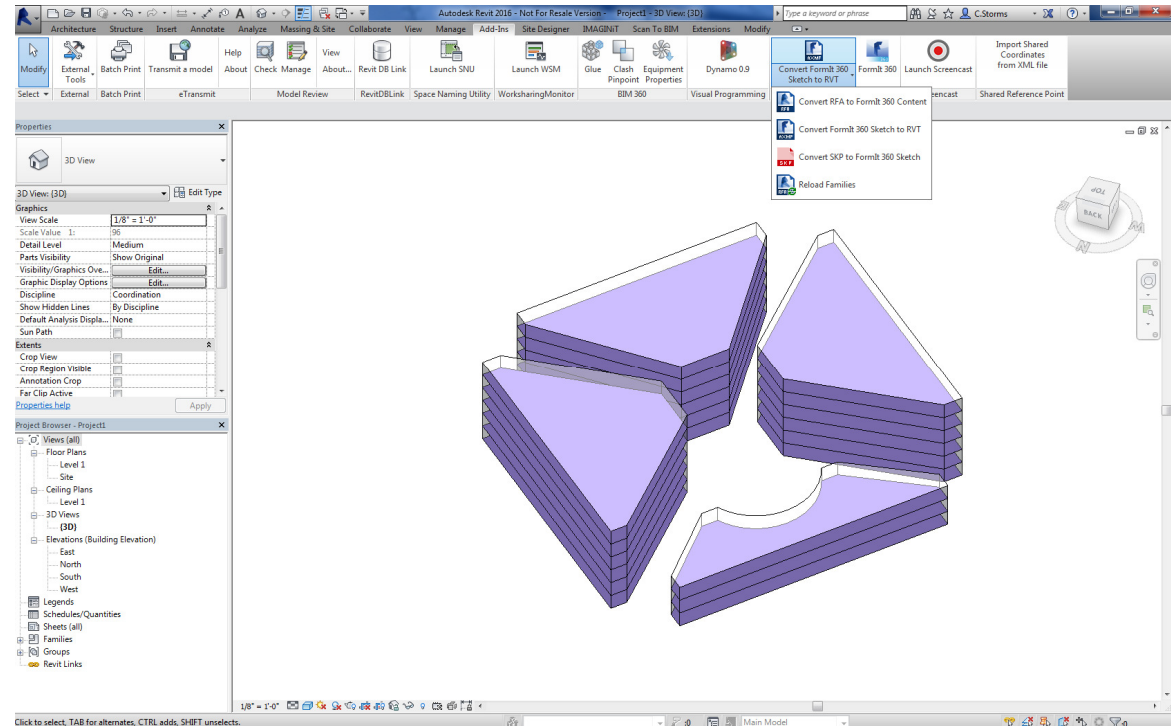 Autodesk Revit 2016 - Not For Resale Version - Project1 - 3D View: {3D}
Type a keyword or phrase
C.Storms
Architecture Structure Insert Annotate Analyze Massing & Site Collaborate View Manage Add-Ins Site Designer IMAGINiT Scan To BIM Extensions Modify
Modify
External Tools
Batch Print
Transmit a model
Help
About
Check
Manage
View
About...
Revit DB Link
Launch SNU
Launch WSM
Glue
Clash Pinpoint
Equipment Properties
Dynamo 0.9
Convert FormIt 360 Sketch to RVT
FormIt 360
Launch Screencast
Import Shared Coordinates from XML file
Select
External
Batch Print
eTransmit
Model Review
RevitDBLink
Space Naming Utility
WorksharingMonitor
BIM 360
Visual Programming
Shared Reference Point
Convert RFA to FormIt 360 Content
Convert FormIt 360 Sketch to RVT
Convert SKP to FormIt 360 Sketch
Reload Families
Properties
3D View
3D View: {3D}
Edit Type
Graphics
View Scale 1/8" = 1'-0"
Scale Value 1: 96
Detail Level Medium
Parts Visibility Show Original
Visibility/Graphics Ove... Edit...
Graphic Display Options Edit...
Discipline Coordination
Show Hidden Lines By Discipline
Default Analysis Displa... None
Sun Path
Extents
Crop View
Crop Region Visible
Annotation Crop
Far Clip Active
Properties help
Apply
Project Browser - Project1
Views (all)
Floor Plans
Level 1
Site
Ceiling Plans
Level 1
3D Views
{3D}
Elevations (Building Elevation)
East
North
South
West
Legends
Schedules/Quantities
Sheets (all)
Families
Groups
Revit Links
TOP
BACK
N
1/8" = 1'-0"
Click to select, TAB for alternates, CTRL adds, SHIFT unselects.
:0
Main Model